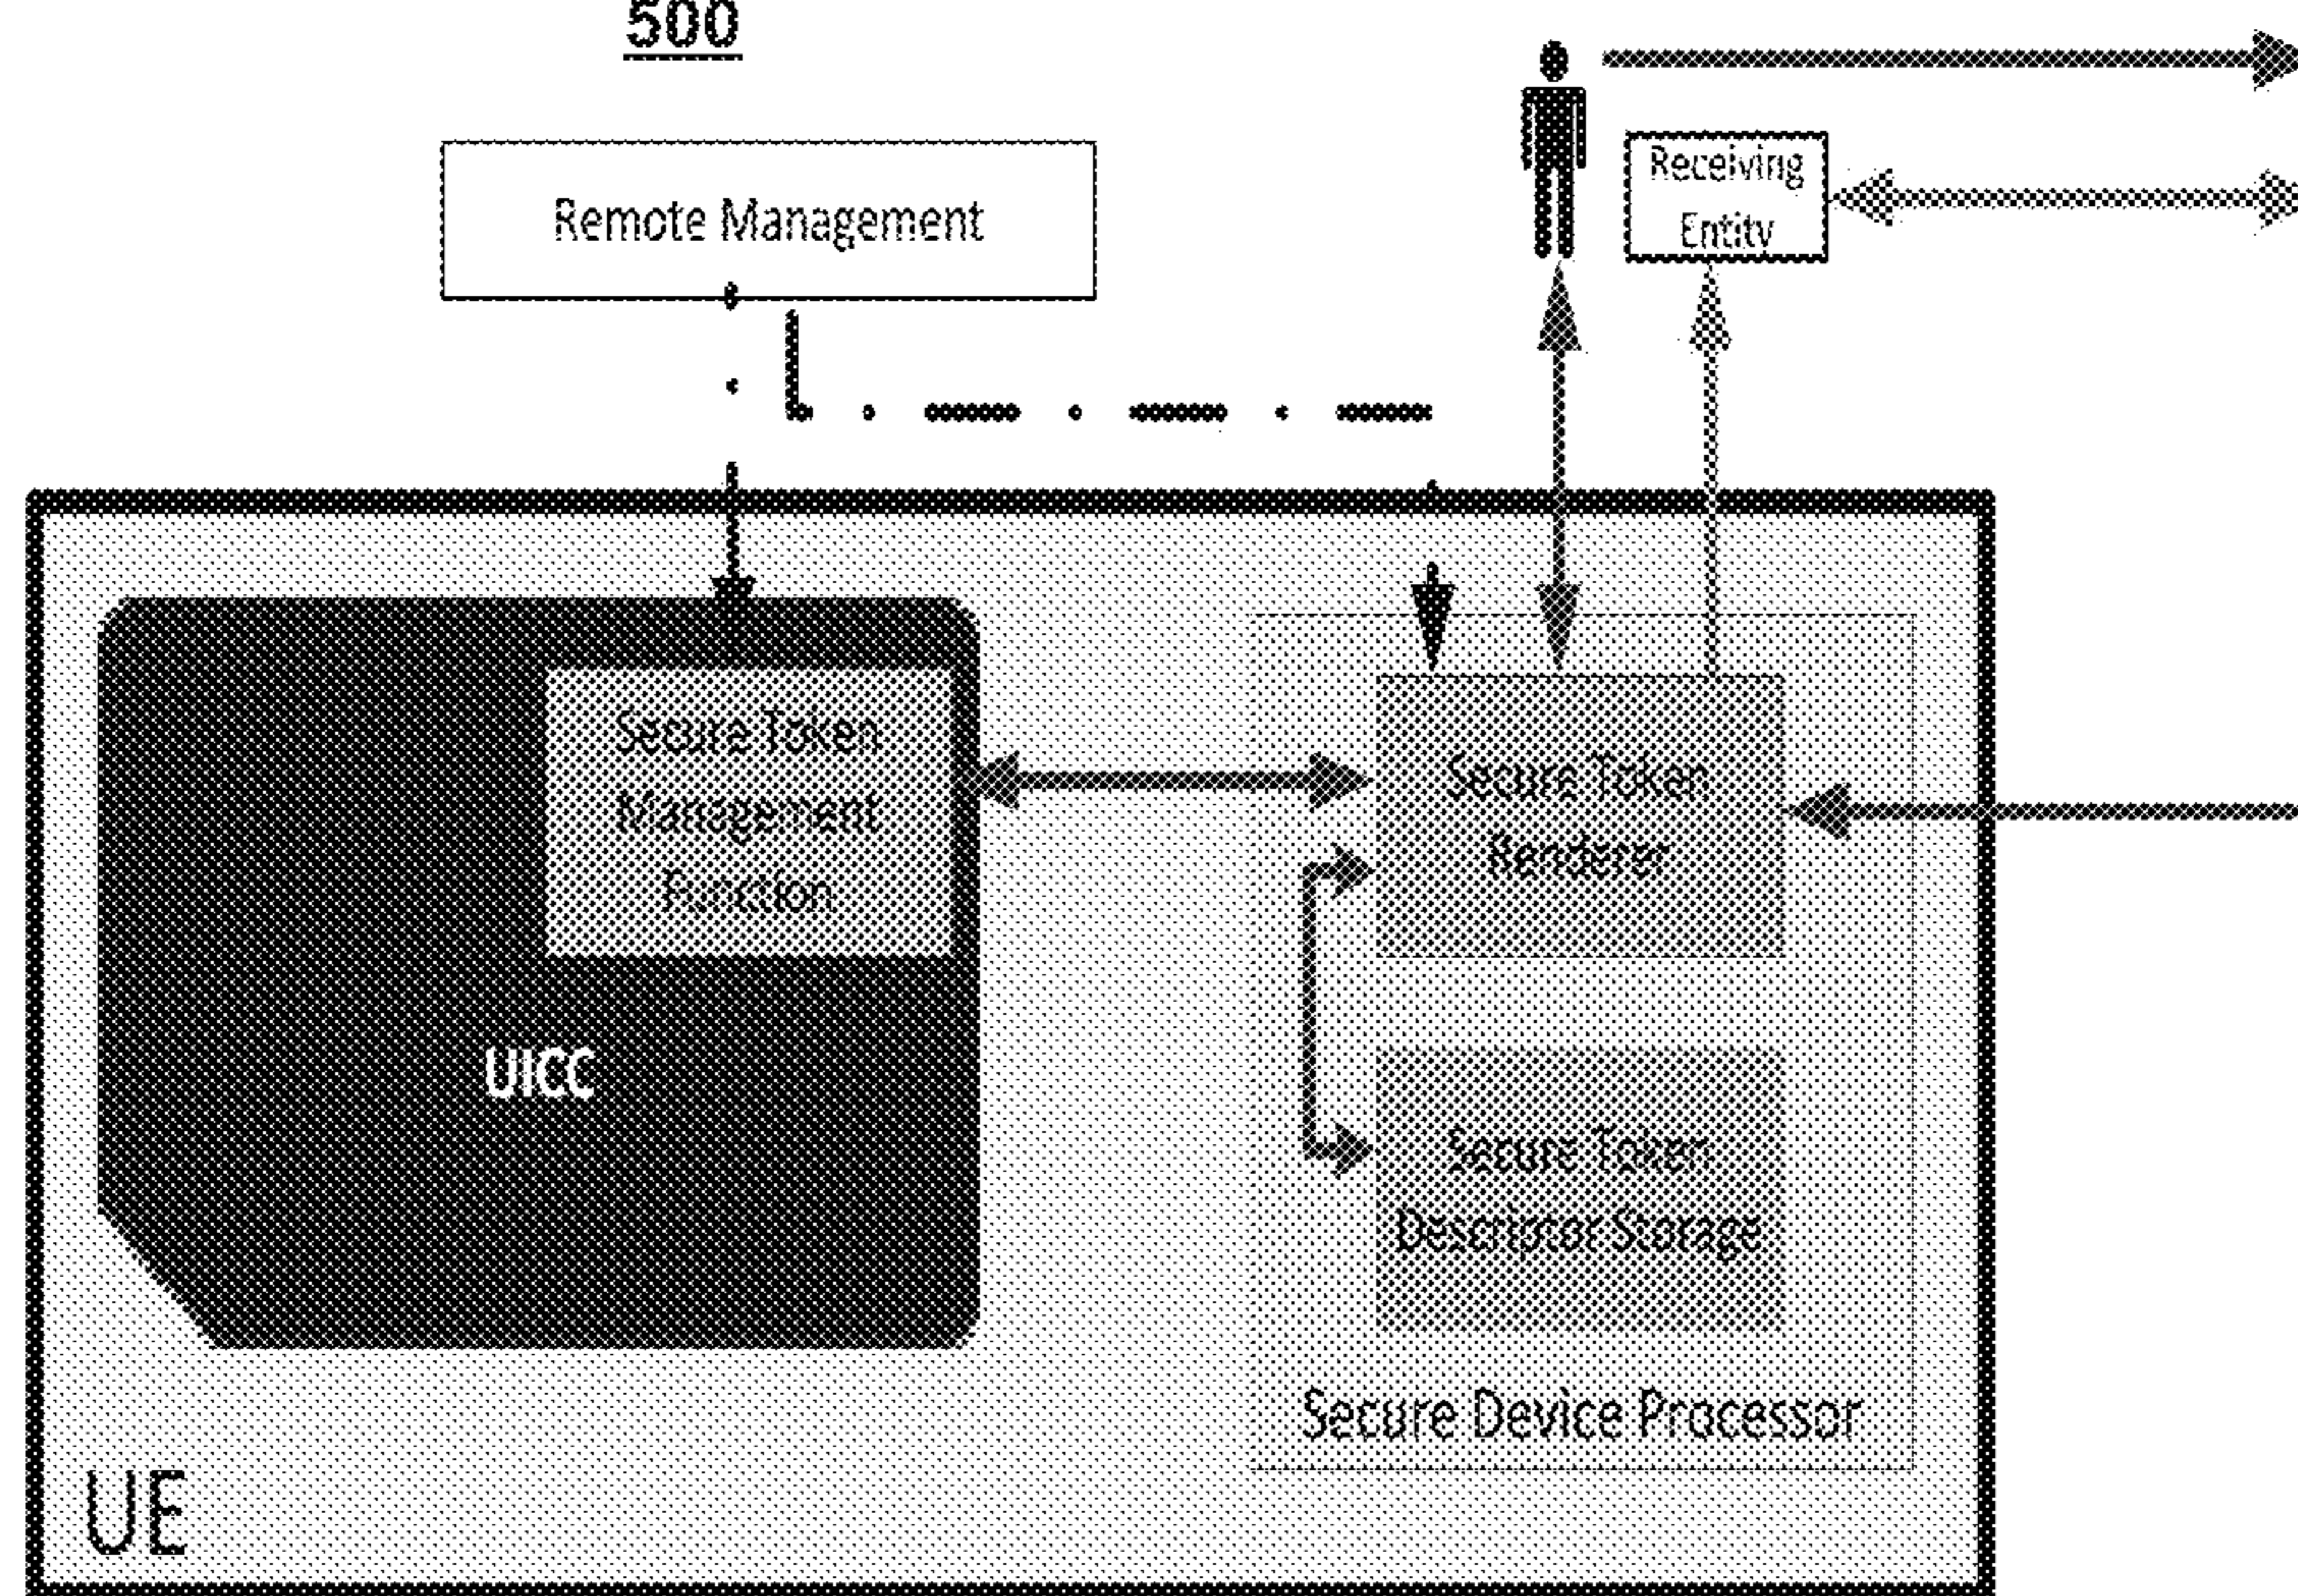 500
Remote Management
Receiving
Entity
Secure Token
Management
Function
Secure Token
Renderer
UICC
Secure Token
Descriptor Storage
Secure Device Processor
UE